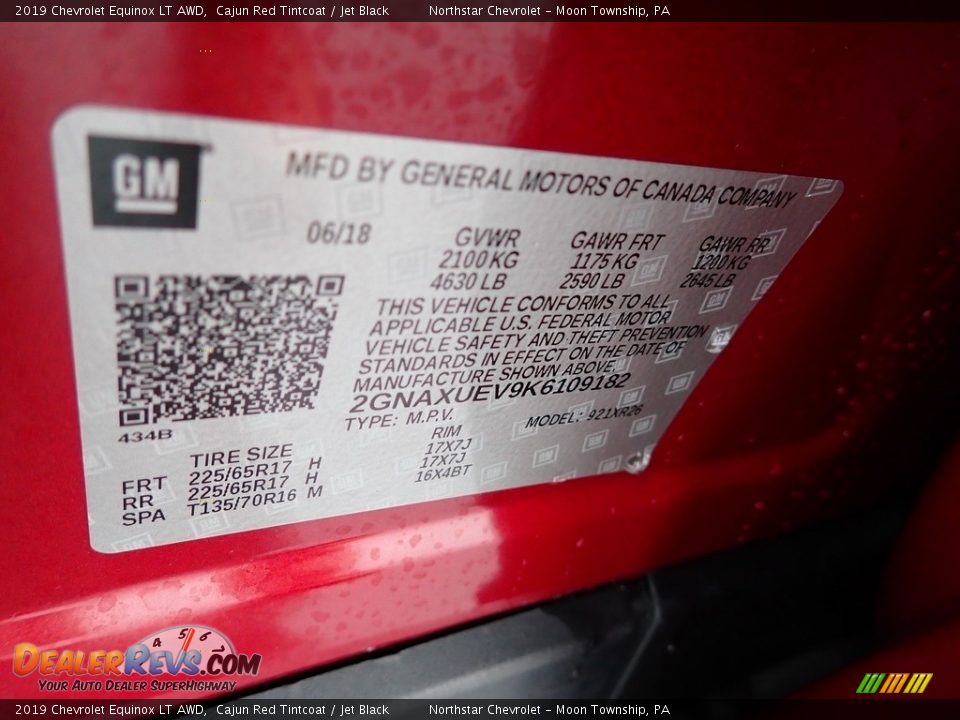 2019 Chevrolet Equinox LT AWD,  Cajun Red Tintcoat / Jet Black        Northstar Chevrolet - Moon Township, PA
GM
MFD BY GENERAL MOTORS OF CANADA COMPANY
06/18 GVWR GAWR FRT GAWR RR
2100 KG 1175 KG 1200 KG
4630 LB 2590 LB 2645 LB
THIS VEHICLE CONFORMS TO ALL
APPLICABLE U.S. FEDERAL MOTOR
VEHICLE SAFETY AND THEFT PREVENTION
STANDARDS IN EFFECT ON THE DATE OF
MANUFACTURE SHOWN ABOVE.
2GNAXUEV9K6109182
TYPE: M.P.V. MODEL: 921XR26
434B
TIRE SIZE RIM
FRT 225/65R17 H 17X7J
RR 225/65R17 H 17X7J
SPA T135/70R16 M 16X4BT
4 5 6
DealerRevs.com
Your Auto Dealer SuperHighway
2019 Chevrolet Equinox LT AWD,  Cajun Red Tintcoat / Jet Black        Northstar Chevrolet - Moon Township, PA